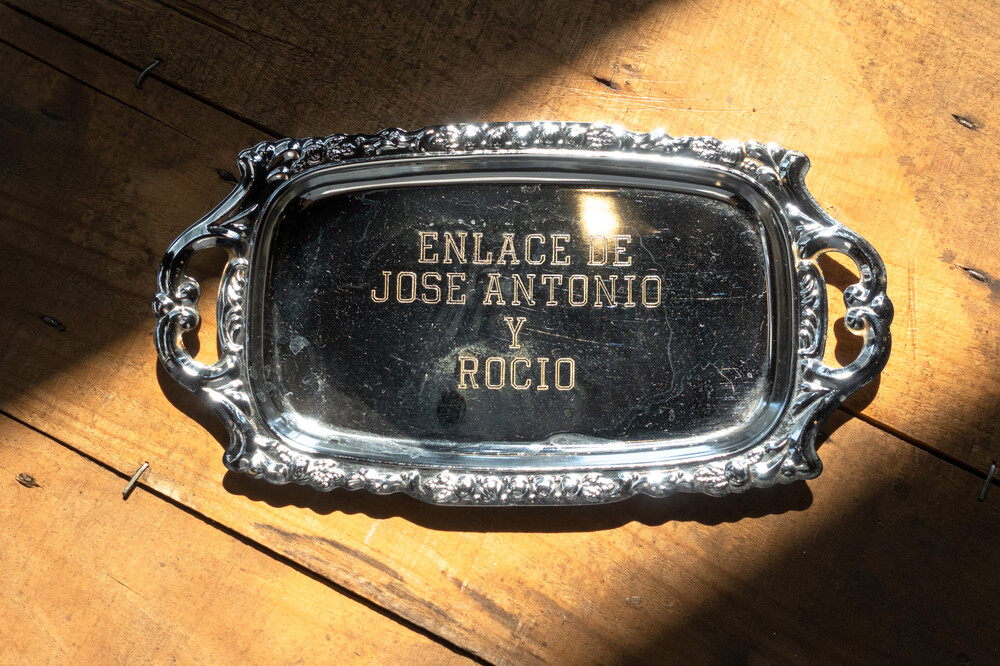 ENLACE DE
JOSE ANTONIO
Y
ROCIO